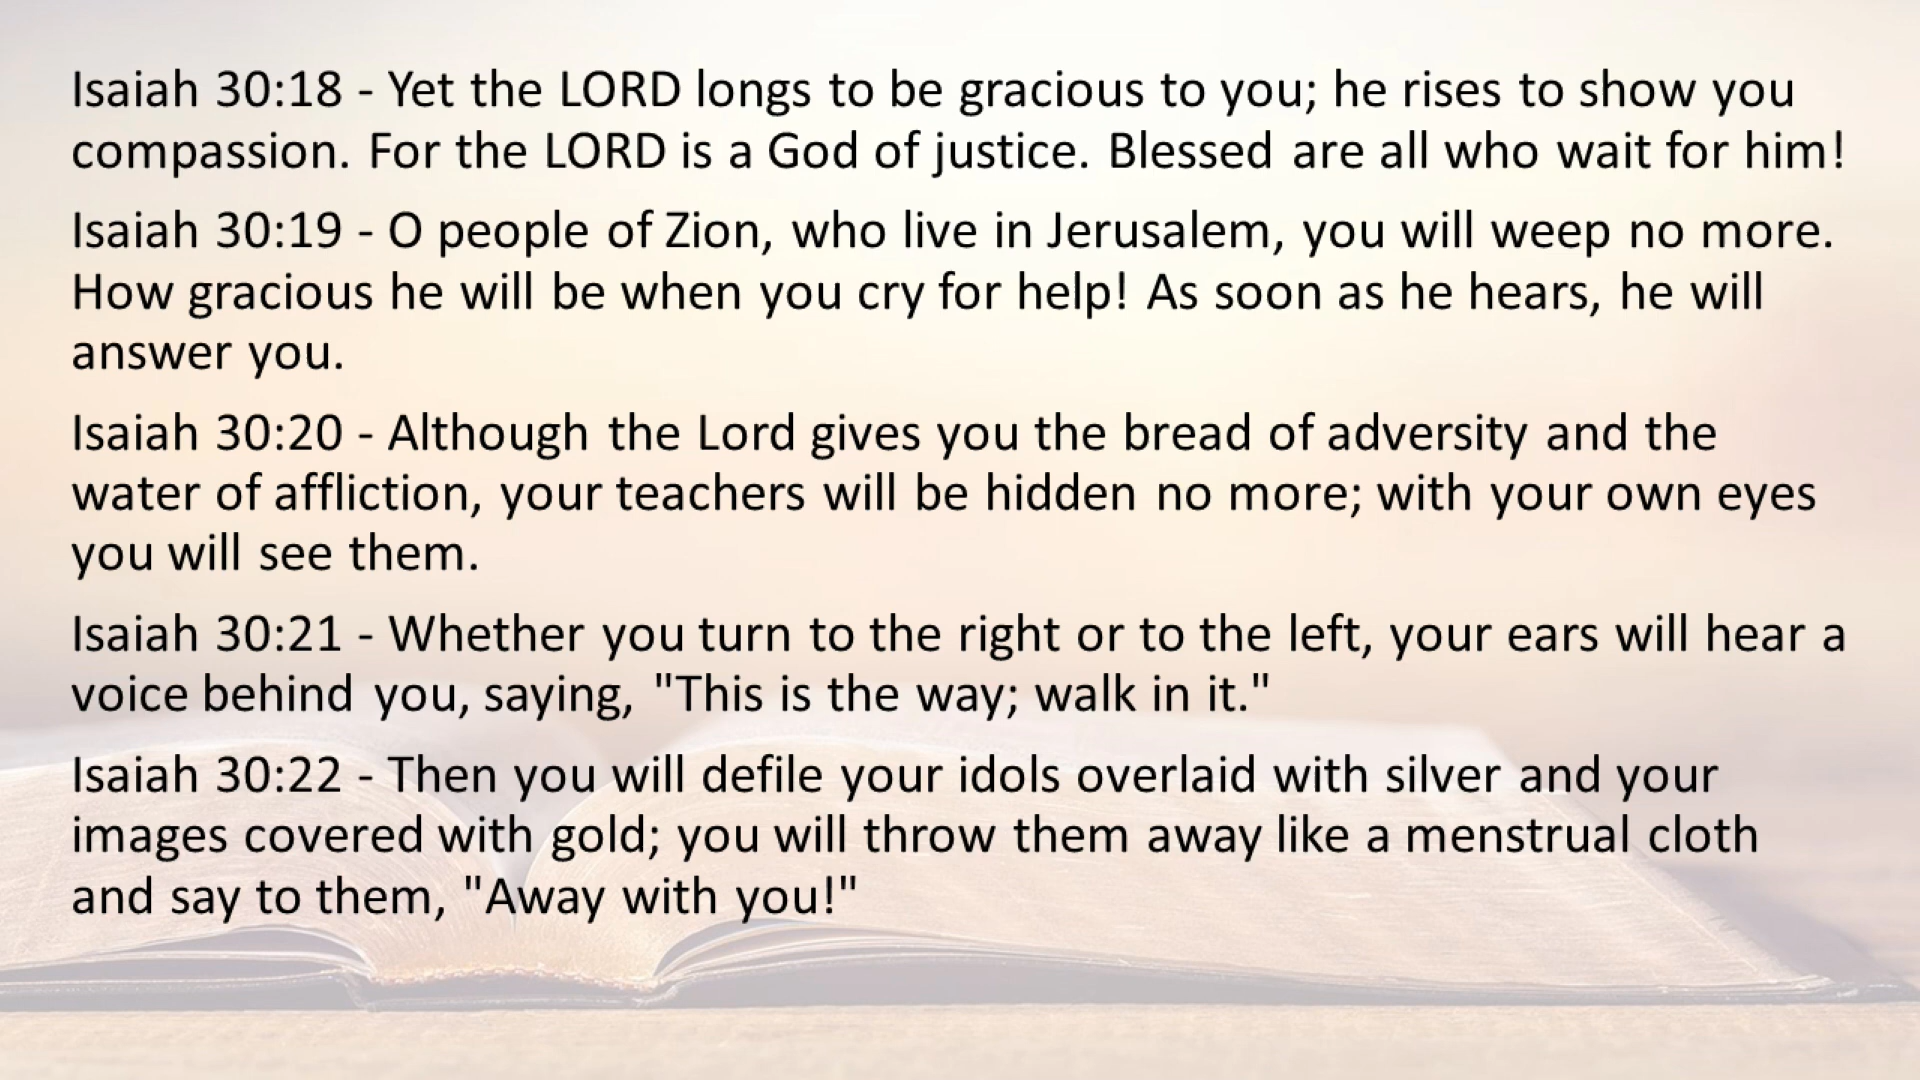 Isaiah 30:18 - Yet the LORD longs to be gracious to you; he rises to show you
compassion. For the LORD is a God of justice. Blessed are all who wait for him!
Isaiah 30:19 - O people of Zion, who live in Jerusalem, you will weep no more.
How gracious he will be when you cry for help! As soon as he hears, he will
answer you.
Isaiah 30:20 - Although the Lord gives you the bread of adversity and the
water of affliction, your teachers will be hidden no more; with your own eyes
you will see them.
Isaiah 30:21 - Whether you turn to the right or to the left, your ears will hear a
voice behind you, saying, "This is the way; walk in it."
Isaiah 30:22 - Then you will defile your idols overlaid with silver and your
images covered with gold; you will throw them away like a menstrual cloth
and say to them, "Away with you!"